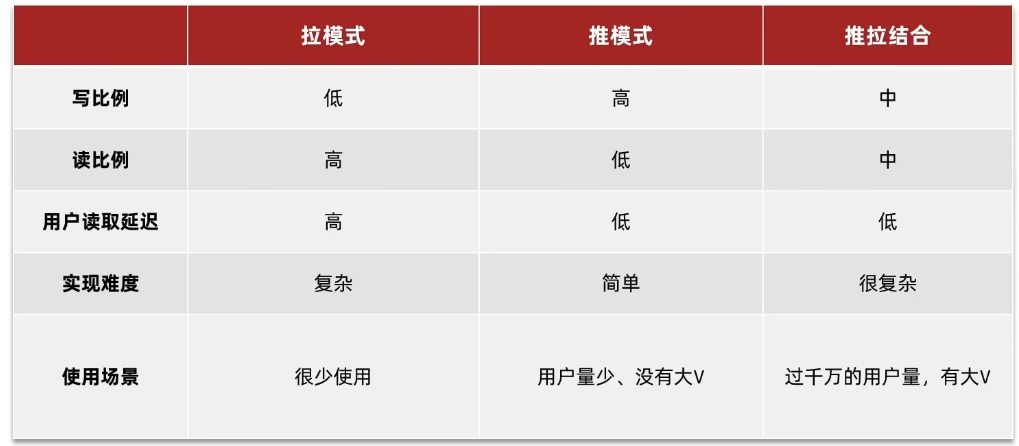 拉模式 推模式 推拉结合
写比例 低 高 中
读比例 高 低 中
用户读取延迟 高 低 低
实现难度 复杂 简单 很复杂
使用场景 很少使用 用户量少、没有大V 过千万的用户量，有大V